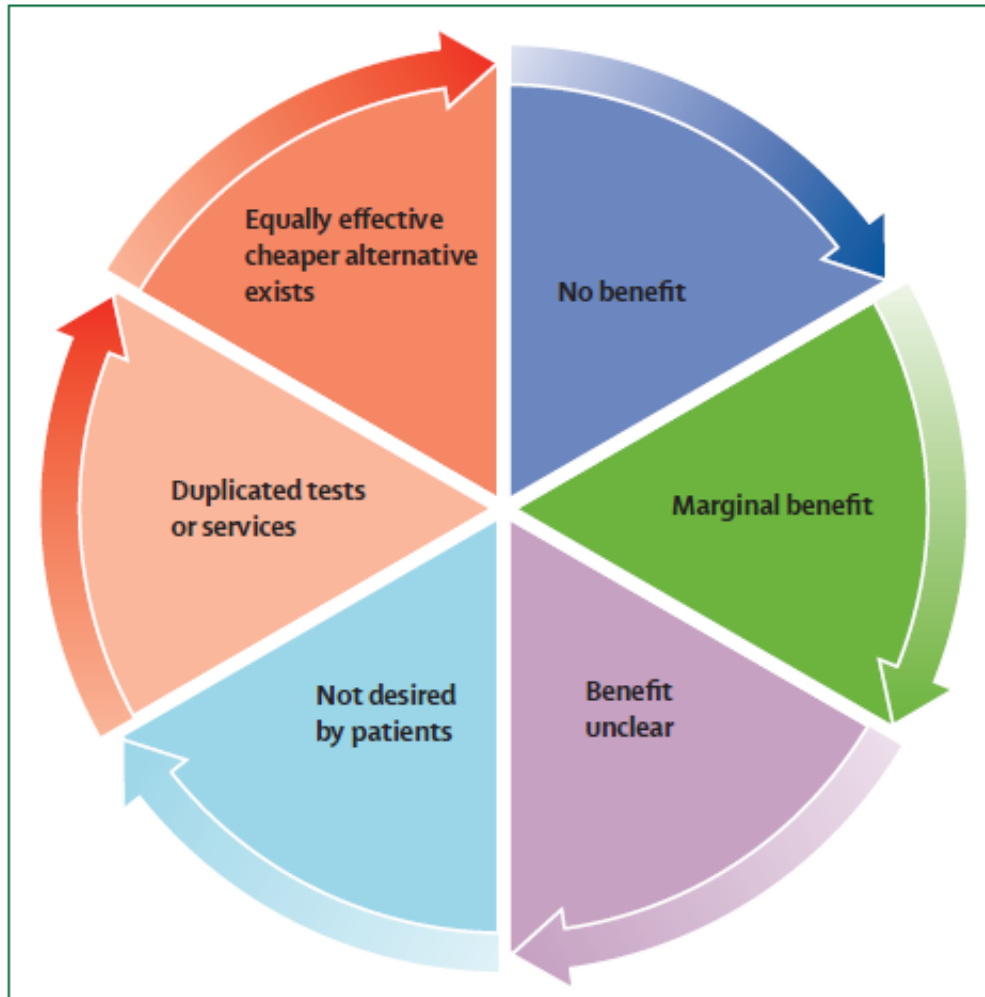 No benefit
Marginal benefit
Benefit
unclear
Not desired
by patients
Duplicated tests
or services
Equally effective
cheaper alternative
exists